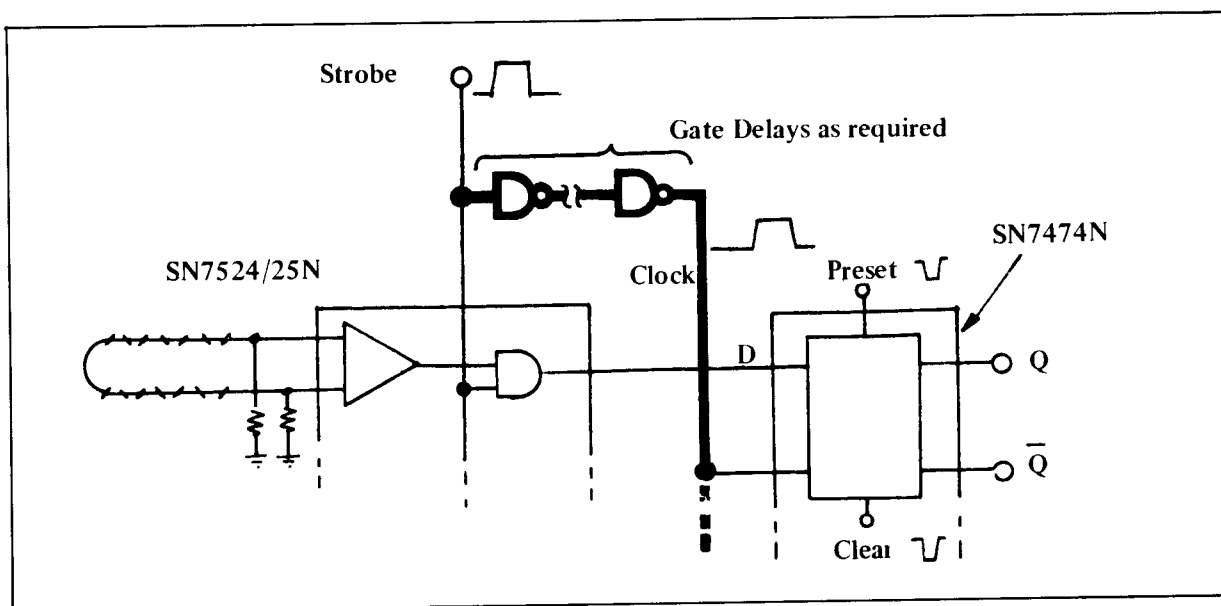 Strobe
Gate Delays as required
SN7474N
SN7524/25N
Clock
Preset
D
Q
Q̅
Clear